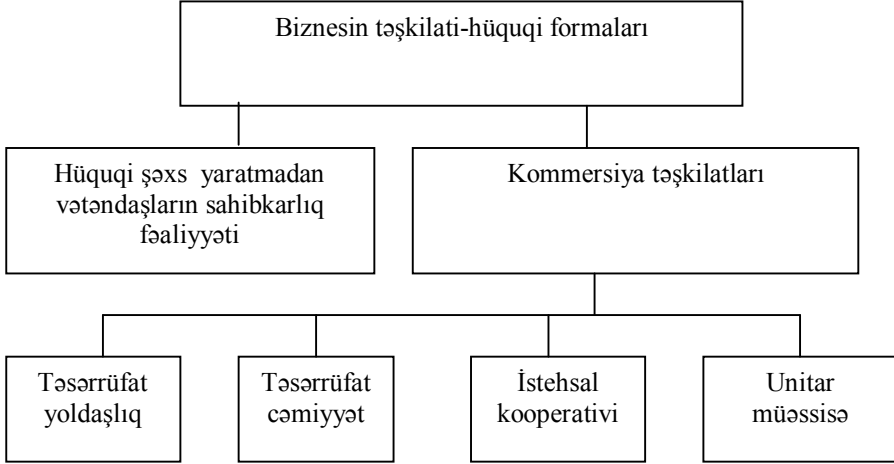 Biznesin təşkilati-hüquqi formaları
Hüquqi şəxs yaratmadan
vətəndaşların sahibkarlıq
fəaliyyəti
Kommersiya təşkilatları
Təsərrüfat
yoldaşlıq
Təsərrüfat
cəmiyyət
İstehsal
kooperativi
Unitar
müəssisə